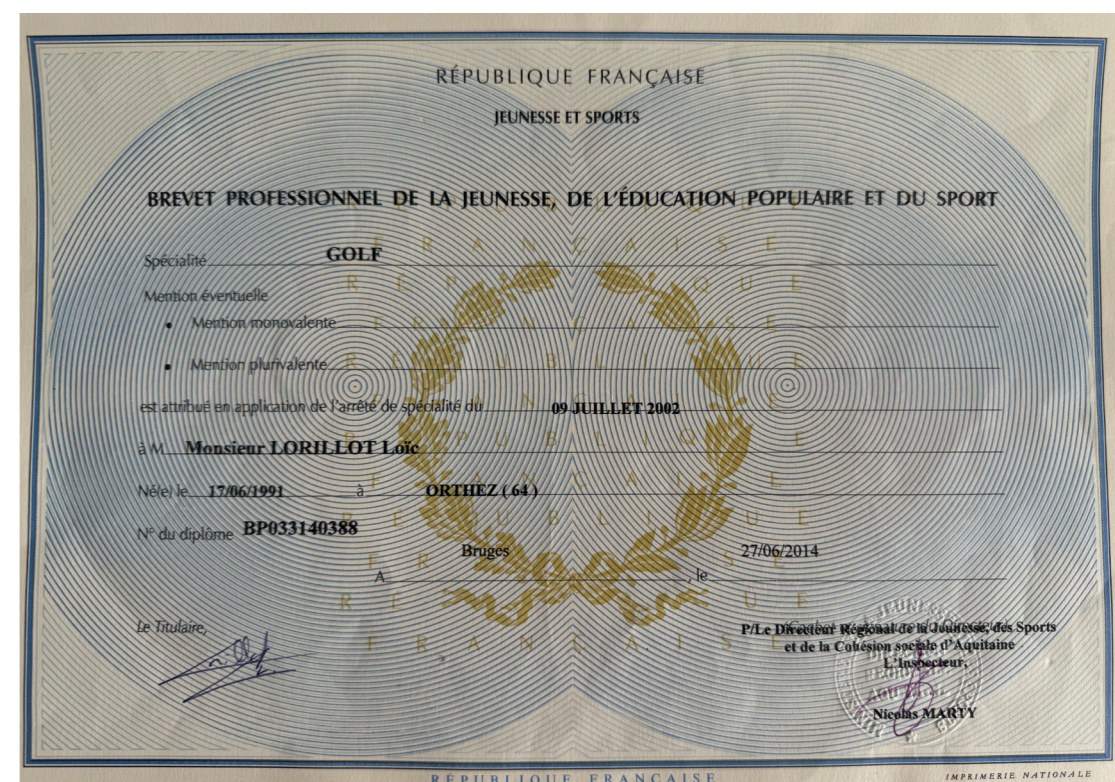 RÉPUBLIQUE FRANÇAISE
JEUNESSE ET SPORTS
BREVET PROFESSIONNEL DE LA JEUNESSE, DE L'ÉDUCATION POPULAIRE ET DU SPORT
Spécialité GOLF
Mention éventuelle
• Mention monovalente
• Mention plurivalente
est attribué en application de l'arrêté de spécialité du 09 JUILLET 2002
à M. Monsieur LORILLOT Loïc
Né(e) le 17/06/1991 à ORTHEZ ( 64 )
N° du diplôme BP033140388
A Bruges , le 27/06/2014
Le Titulaire,
P/Le Directeur Régional de la Jeunesse, des Sports
et de la Cohésion sociale d'Aquitaine
L'Inspecteur,
Nicolas MARTY
RÉPUBLIQUE FRANÇAISE
IMPRIMERIE NATIONALE